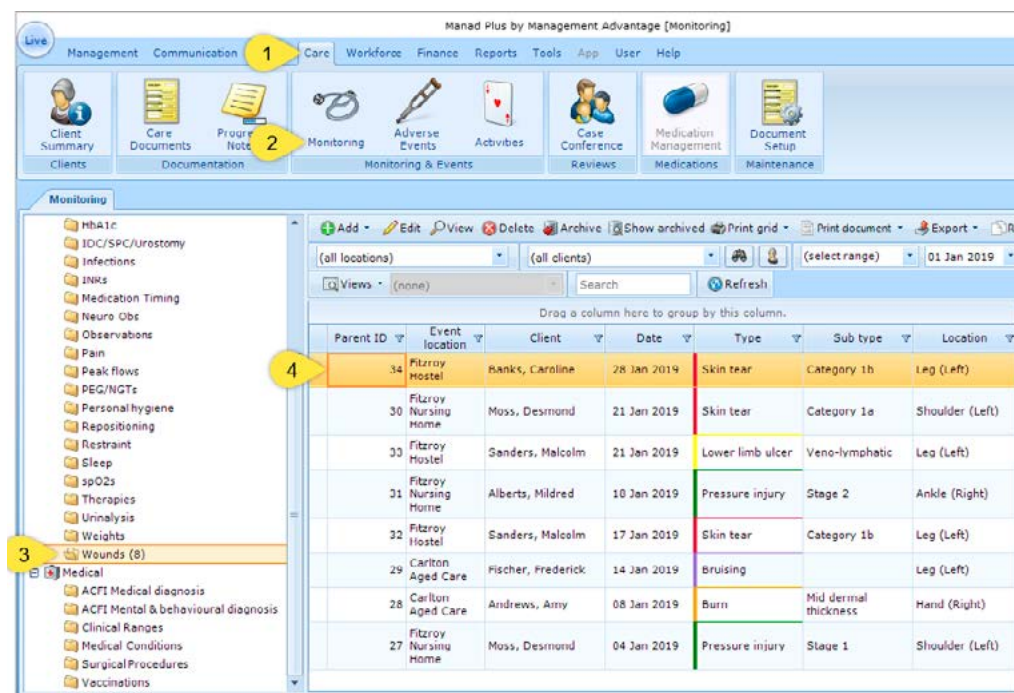 Manad Plus by Management Advantage [Monitoring]
Live
Management Communication Care Workforce Finance Reports Tools App User Help
1
Client Summary
Care Documents
Progre
Note
2
Monitoring
Adverse Events
Activities
Case Conference
Medication Management
Document Setup
Clients Documentation Monitoring & Events Reviews Medications Maintenance
Monitoring
HbA1c
IDC/SPC/Urostomy
Infections
INRs
Medication Timing
Neuro Obs
Observations
Pain
Peak flows
PEG/NGTs
Personal hygiene
Repositioning
Restraint
Sleep
spO2s
Therapies
Urinalysis
Weights
3
Wounds (8)
Medical
ACFI Medical diagnosis
ACFI Mental & behavioural diagnosis
Clinical Ranges
Medical Conditions
Surgical Procedures
Vaccinations
Add Edit View Delete Archive Show archived Print grid Print document Export R
(all locations) (all clients) (select range) 01 Jan 2019
Views (none) Search Refresh
Drag a column here to group by this column.
Parent ID Event location Client Date Type Sub type Location
4
34 Fitzroy Hostel Banks, Caroline 28 Jan 2019 Skin tear Category 1b Leg (Left)
30 Fitzroy Nursing Home Moss, Desmond 21 Jan 2019 Skin tear Category 1a Shoulder (Left)
33 Fitzroy Hostel Sanders, Malcolm 21 Jan 2019 Lower limb ulcer Veno-lymphatic Leg (Left)
31 Fitzroy Nursing Home Alberts, Mildred 18 Jan 2019 Pressure injury Stage 2 Ankle (Right)
32 Fitzroy Hostel Sanders, Malcolm 17 Jan 2019 Skin tear Category 1b Leg (Left)
29 Carlton Aged Care Fischer, Frederick 14 Jan 2019 Bruising Leg (Left)
28 Carlton Aged Care Andrews, Amy 08 Jan 2019 Burn Mid dermal thickness Hand (Right)
27 Fitzroy Nursing Home Moss, Desmond 04 Jan 2019 Pressure injury Stage 1 Shoulder (Left)